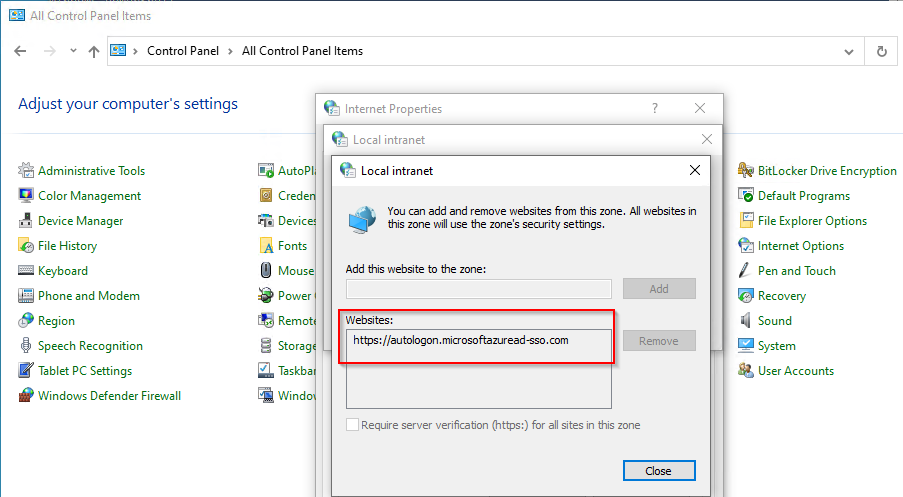 All Control Panel Items
Control Panel > All Control Panel Items
Adjust your computer's settings
Administrative Tools
Color Management
Device Manager
File History
Keyboard
Phone and Modem
Region
Security and Maintenance
Tablet PC Settings
Windows Defender Firewall
AutoPla
Creden
Devices
Fonts
Mouse
Power
Remote
Storage
Taskbar
Window
Internet Properties
?
Local intranet
Local intranet
You can add and remove websites from this zone. All websites in
this zone will use the zone's security settings.
Add this website to the zone:
Add
Websites:
https://autologon.microsoftazuread-sso.com
Remove
Require server verification (https:) for all sites in this zone
Close
BitLocker Drive Encryption
Default Programs
File Explorer Options
Internet Options
Pen and Touch
Recovery
Sound
System
User Accounts